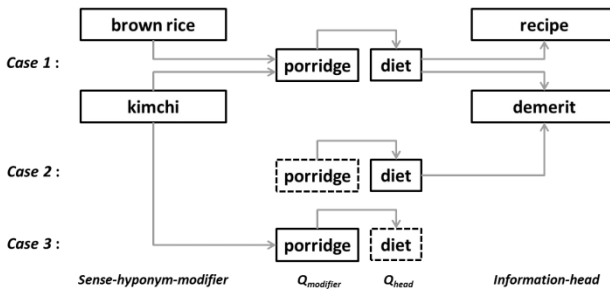 brown rice recipe
Case 1 : porridge diet
kimchi demerit
Case 2 : porridge diet
Case 3 : porridge diet
Sense-hyponym-modifier Qmodifier Qhead Information-head